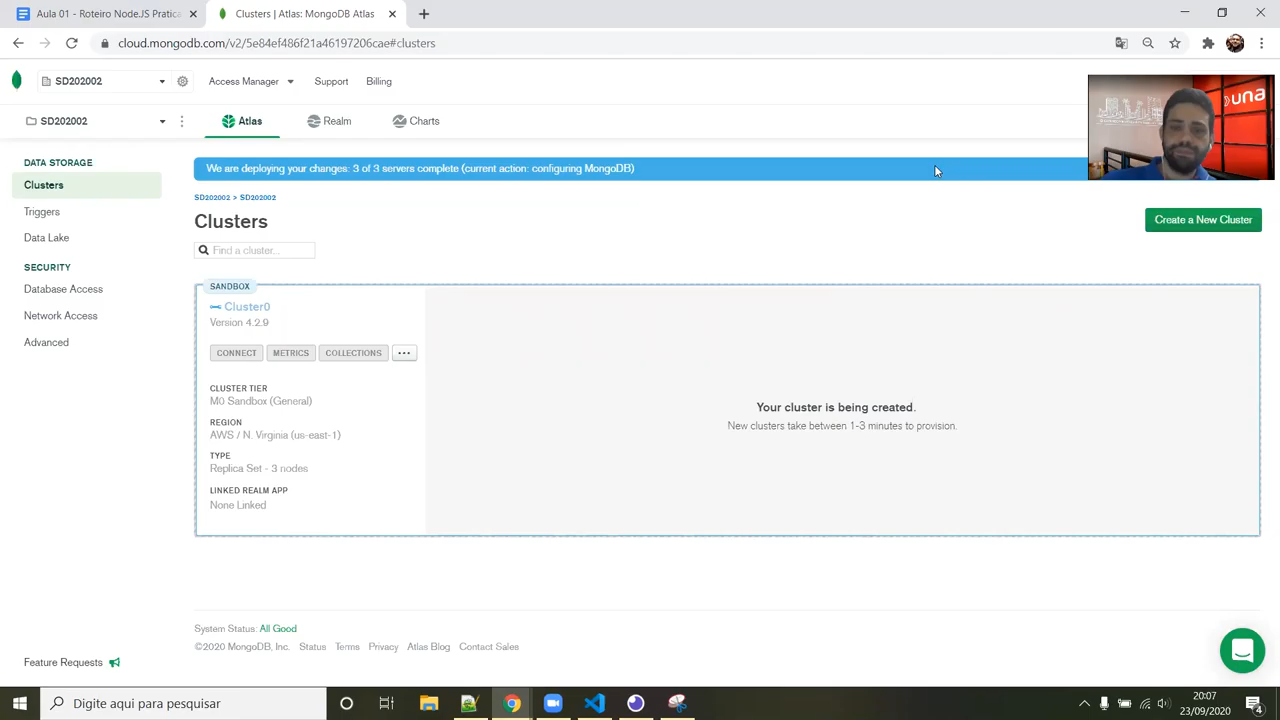 Aula 01 - Roteiro NodeJS Pratica
Clusters | Atlas: MongoDB Atlas
cloud.mongodb.com/v2/5e84ef486f21a46197206cae#clusters
SD202002
Access Manager
Support
Billing
SD202002
Atlas
Realm
Charts
una
DATA STORAGE
Clusters
Triggers
Data Lake
SECURITY
Database Access
Network Access
Advanced
Feature Requests
We are deploying your changes: 3 of 3 servers complete (current action: configuring MongoDB)
SD202002 > SD202002
Clusters
Create a New Cluster
Find a cluster...
SANDBOX
Cluster0
Version 4.2.9
CONNECT METRICS COLLECTIONS ...
CLUSTER TIER
M0 Sandbox (General)
REGION
AWS / N. Virginia (us-east-1)
TYPE
Replica Set - 3 nodes
LINKED REALM APP
None Linked
Your cluster is being created.
New clusters take between 1-3 minutes to provision.
System Status: All Good
©2020 MongoDB, Inc. Status Terms Privacy Atlas Blog Contact Sales
Digite aqui para pesquisar
20:07
23/09/2020
4